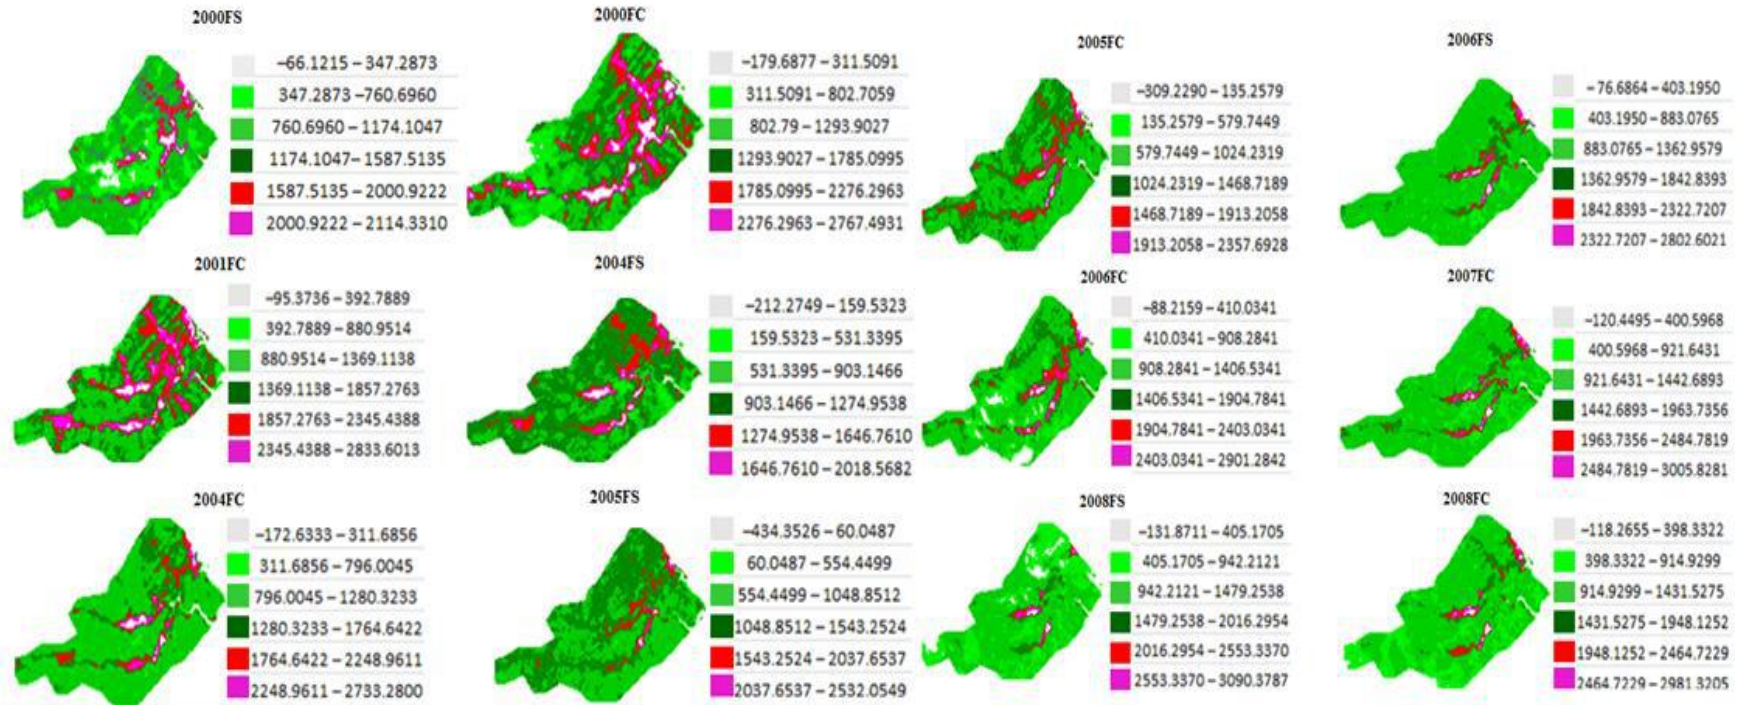 2000FS
−66.1215 − 347.2873
347.2873 −760.6960
760.6960 − 1174.1047
1174.1047− 1587.5135
1587.5135 − 2000.9222
2000.9222 − 2114.3310
2000FC
−179.6877 − 311.5091
311.5091 − 802.7059
802.79 − 1293.9027
1293.9027 − 1785.0995
1785.0995 − 2276.2963
2276.2963 − 2767.4931
2005FC
−309.2290 − 135.2579
135.2579 − 579.7449
579.7449 − 1024.2319
1024.2319 − 1468.7189
1468.7189 − 1913.2058
1913.2058 − 2357.6928
2006FS
−76.6864 − 403.1950
403.1950 − 883.0765
883.0765 − 1362.9579
1362.9579 − 1842.8393
1842.8393 − 2322.7207
2322.7207 − 2802.6021
2001FC
−95.3736 − 392.7889
392.7889 − 880.9514
880.9514 − 1369.1138
1369.1138 − 1857.2763
1857.2763 − 2345.4388
2345.4388 − 2833.6013
2004FS
−212.2749 − 159.5323
159.5323 − 531.3395
531.3395 − 903.1466
903.1466 − 1274.9538
1274.9538 − 1646.7610
1646.7610 − 2018.5682
2006FC
−88.2159 − 410.0341
410.0341 − 908.2841
908.2841 − 1406.5341
1406.5341 − 1904.7841
1904.7841 − 2403.0341
2403.0341 − 2901.2842
2007FC
−120.4495 − 400.5968
400.5968 − 921.6431
921.6431 − 1442.6893
1442.6893 − 1963.7356
1963.7356 − 2484.7819
2484.7819 − 3005.8281
2004FC
−172.6333 − 311.6856
311.6856 − 796.0045
796.0045 − 1280.3233
1280.3233 − 1764.6422
1764.6422 − 2248.9611
2248.9611 − 2733.2800
2005FS
−434.3526 − 60.0487
60.0487 − 554.4499
554.4499 − 1048.8512
1048.8512 − 1543.2524
1543.2524 − 2037.6537
2037.6537 − 2532.0549
2008FS
−131.8711 − 405.1705
405.1705 − 942.2121
942.2121 − 1479.2538
1479.2538 − 2016.2954
2016.2954 − 2553.3370
2553.3370 − 3090.3787
2008FC
−118.2655 − 398.3322
398.3322 − 914.9299
914.9299 − 1431.5275
1431.5275 − 1948.1252
1948.1252 − 2464.7229
2464.7229 − 2981.3205